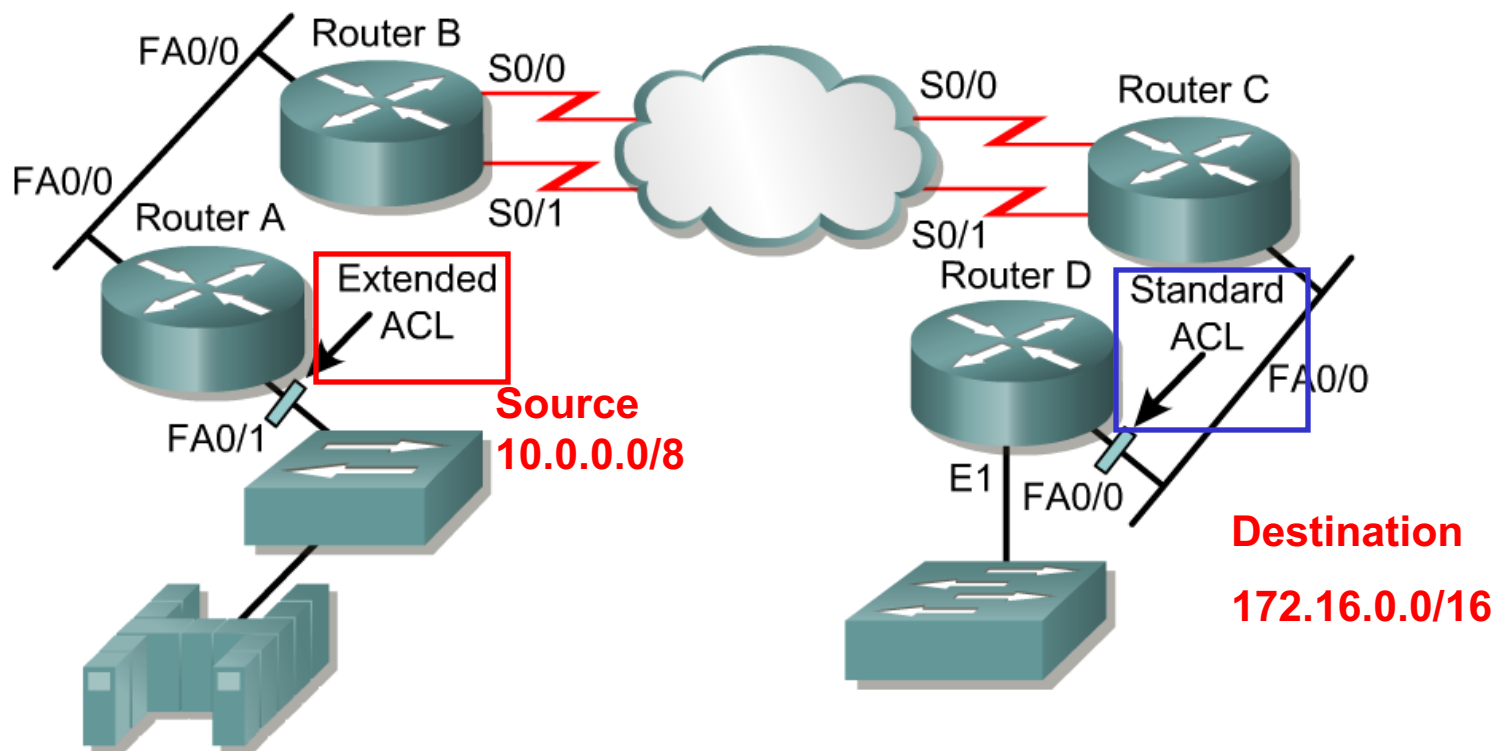 FA0/0
Router B
S0/0
S0/1
FA0/0
Router A
Extended
ACL
FA0/1
Source
10.0.0.0/8
S0/0
Router C
S0/1
Router D
Standard
ACL
FA0/0
E1
FA0/0
Destination
172.16.0.0/16